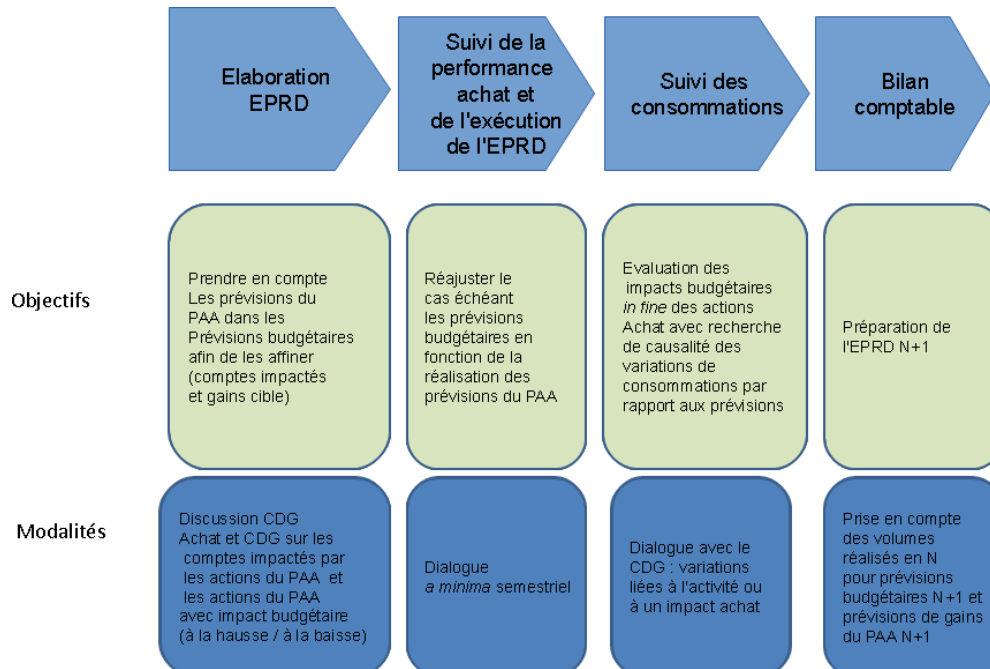 Elaboration
EPRD
Suivi de la
performance
achat et
de l'exécution
de l'EPRD
Suivi des
consommations
Bilan
comptable
Objectifs
Prendre en compte
Les prévisions du
PAA dans les
Prévisions budgétaires
afin de les affiner
(comptes impactés
et gains cible)
Réajuster le
cas échéant
les prévisions
budgétaires en
fonction de la
réalisation des
prévisions du PAA
Evaluation des
impacts budgétaires
in fine des actions
Achat avec recherche
de causalité des
variations de
consommations par
rapport aux prévisions
Préparation de
l'EPRD N+1
Modalités
Discussion CDG
Achat et CDG sur les
comptes impactés par
les actions du PAA et
les actions du PAA
avec impact budgétaire
(à la hausse / à la baisse)
Dialogue
a minima semestriel
Dialogue avec le
CDG : variations
liées à l'activité ou
à un impact achat
Prise en compte
des volumes
réalisés en N
pour prévisions
budgétaires N+1 et
prévisions de gains
du PAA N+1